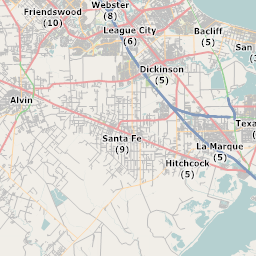 Webster
(8)
Friendswood
(10)
League City
(6)
Bacliff
(5)
San
Dickinson
(5)
Alvin
Texa
Santa Fe
(9)
La Marque
(5)
Hitchcock
(5)